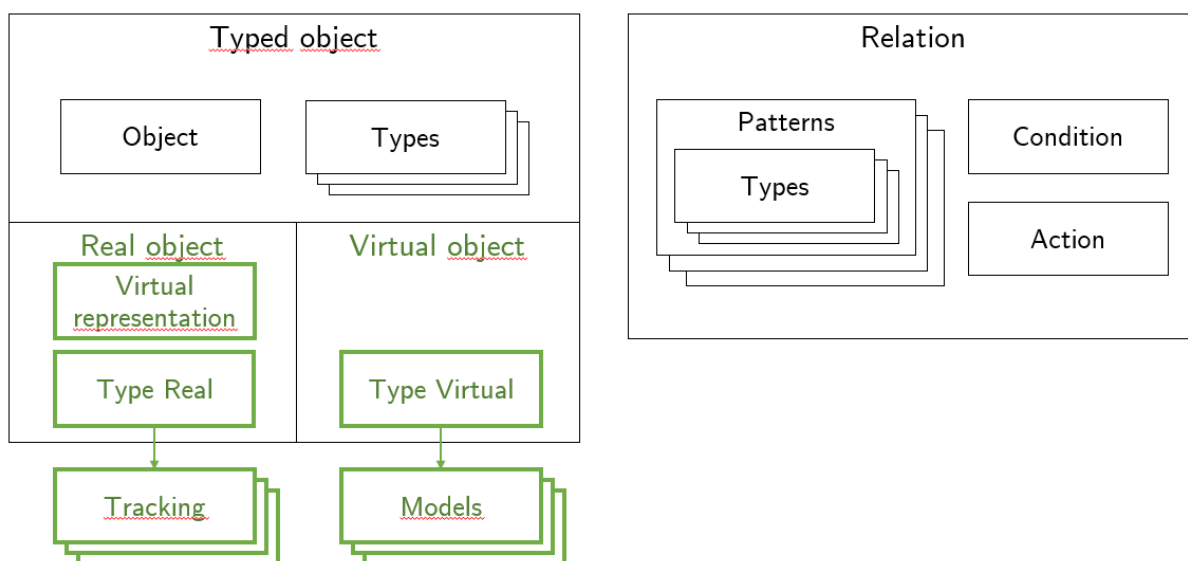 Typed object
Object
Types
Real object
Virtual
representation
Type Real
Tracking
Virtual object
Type Virtual
Models
Relation
Patterns
Types
Condition
Action